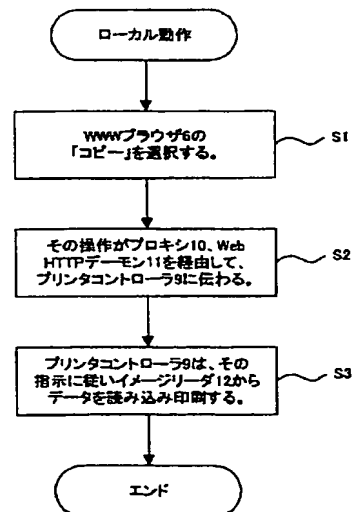 ローカル動作
WWWブラウザ6の
「コピー」を選択する。
S1
その操作がプロキシ10、Web
HTTPデーモン11を経由して、
プリンタコントローラ9に伝わる。
S2
プリンタコントローラ9は、その
指示に従いイメージリーダ12から
データを読み込み印刷する。
S3
エンド